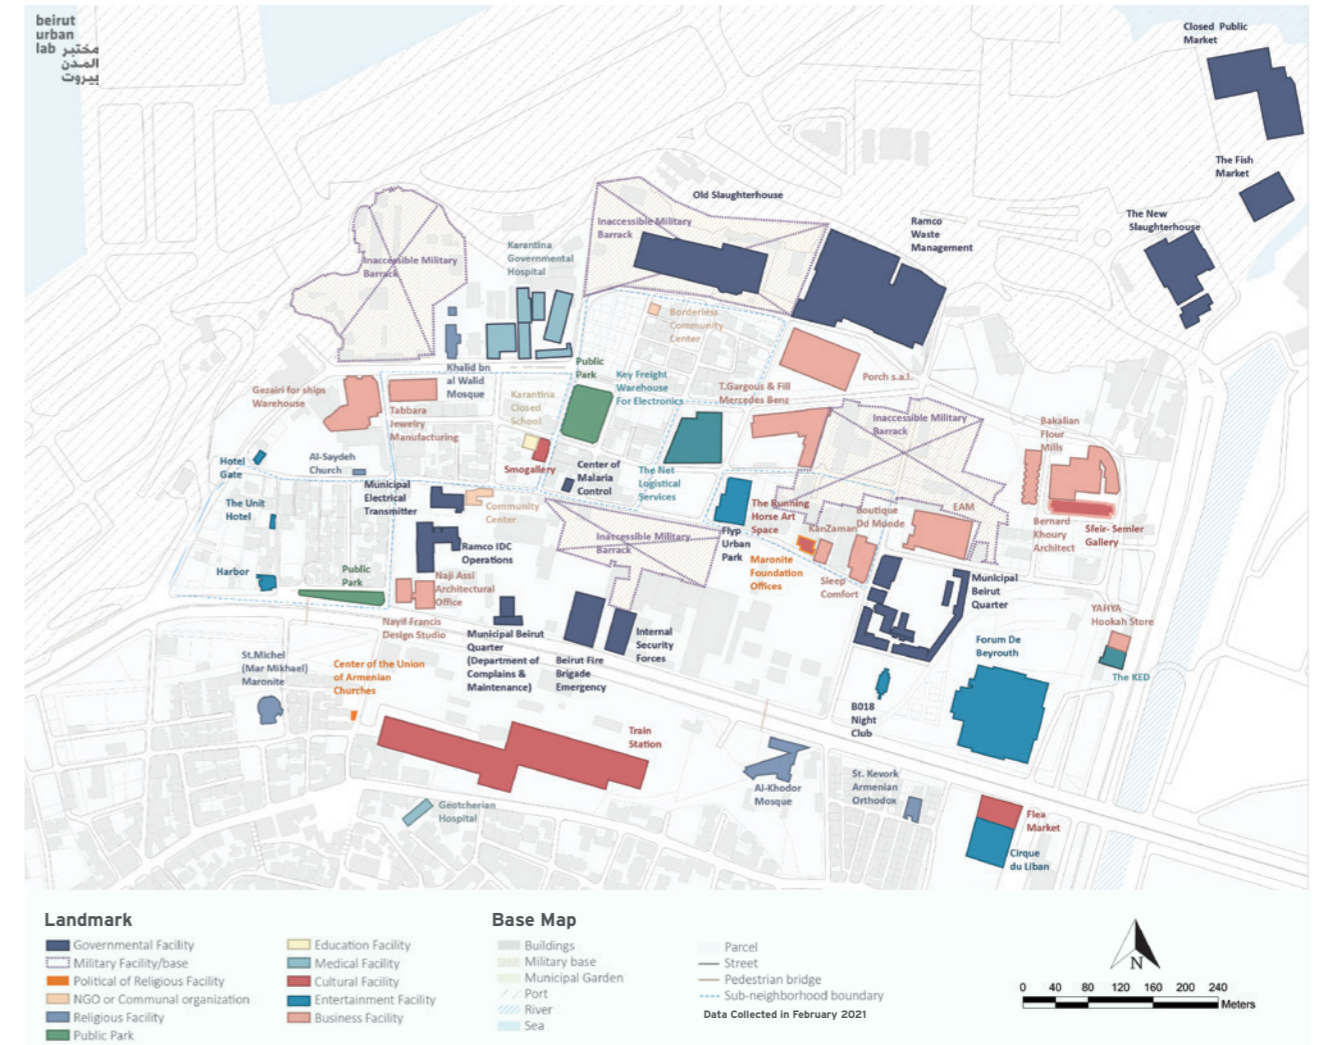 beirut
urban
lab مختبر
المدن
بيروت
Closed Public
Market
The Fish
Market
The New
Slaughterhouse
Old Slaughterhouse
Ramco
Waste
Management
Inaccessible Military
Barrack
Inaccessible Military
Barrack
Karantina
Governmental
Hospital
Borderless
Community
Center
Khalid bn
al Walid
Mosque
Public
Park
Key Freight
Warehouse
For Electronics
T.Gargous & Fill
Mercedes Benz
Porch s.a.l.
Gezairi for ships
Warehouse
Tabbara
Jewelry
Manufacturing
Karantina
Closed
School
Inaccessible Military
Barrack
Bakalian
Flour
Mills
Hotel
Gate
Al-Saydeh
Church
Smogallery
Center of
Malaria
Control
The Net
Logistical
Services
Municipal
Electrical
Transmitter
Community
Center
The Unit
Hotel
The Running
Horse Art
Space
KanZaman
Boutique
Dd Monde
EAM
Bernard
Khoury
Architect
Sfeir- Semler
Gallery
Flyp
Urban
Park
Inaccessible Military
Barrack
Ramco IDC
Operations
Maronite
Foundation
Offices
Sleep
Comfort
Harbor
Public
Park
Naji Assi
Architectural
Office
Nayif Francis
Design Studio
Municipal
Beirut
Quarter
YAHYA
Hookah Store
Municipal Beirut
Quarter
(Department of
Complains &
Maintenance)
Beirut Fire
Brigade
Emergency
Internal
Security
Forces
Forum De
Beyrouth
The KED
St.Michel
(Mar Mikhael)
Maronite
Center of the Union
of Armenian
Churches
B018
Night
Club
Train
Station
Al-Khodor
Mosque
St. Kevork
Armenian
Orthodox
Geotcherian
Hospital
Flea
Market
Cirque
du Liban
Landmark
Governmental Facility
Military Facility/base
Political of Religious Facility
NGO or Communal organization
Religious Facility
Public Park
Education Facility
Medical Facility
Cultural Facility
Entertainment Facility
Business Facility
Base Map
Buildings
Military base
Municipal Garden
Port
River
Sea
Parcel
Street
Pedestrian bridge
Sub-neighborhood boundary
Data Collected in February 2021
N
0 40 80 120 160 200 240
Meters